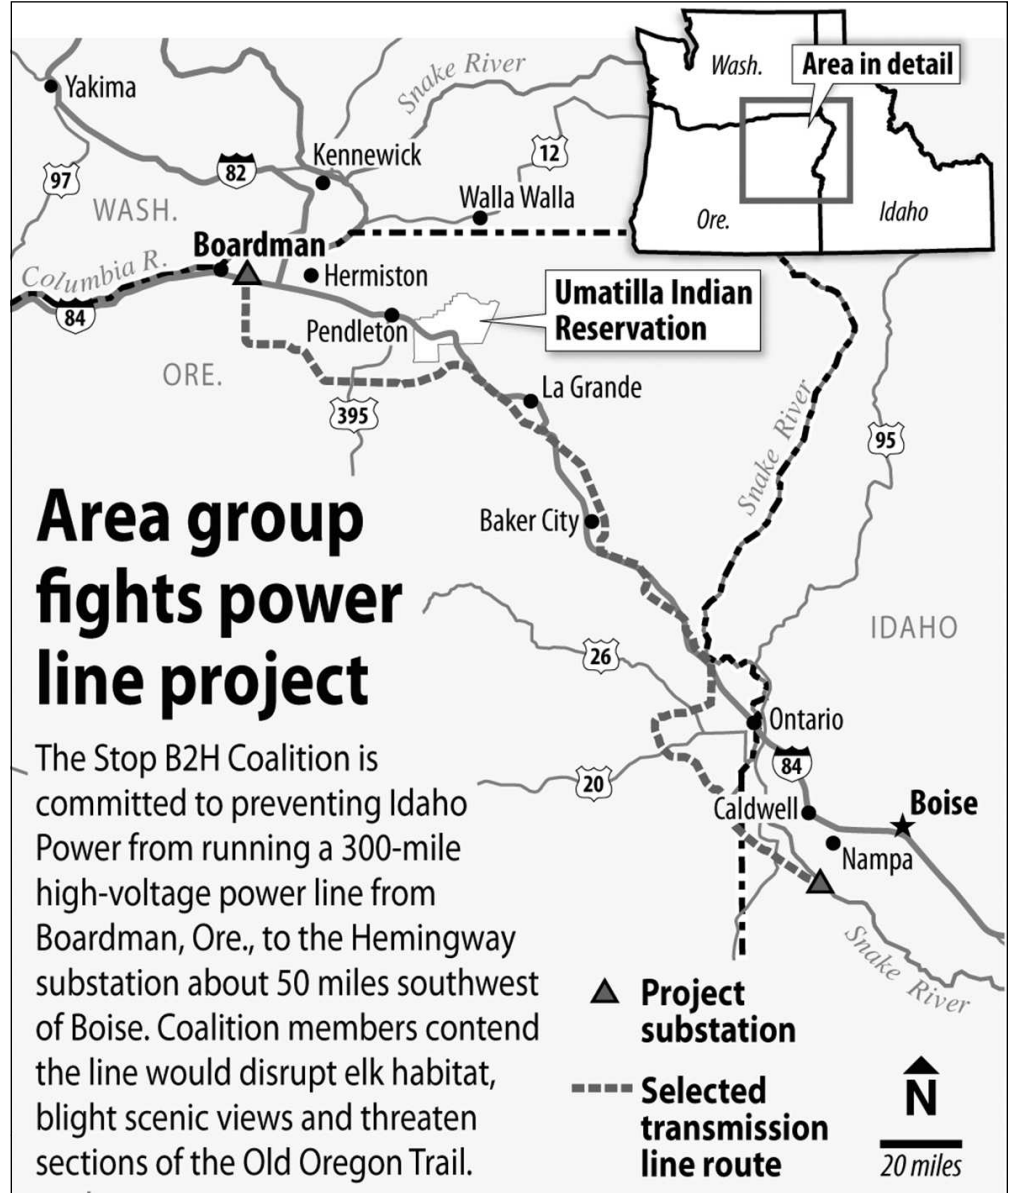 Wash.
Area in detail
Ore.
Idaho
Yakima
Snake River
97
82
Kennewick
12
WASH.
Walla Walla
Boardman
Columbia R.
Hermiston
84
Pendleton
Umatilla Indian
Reservation
ORE.
395
La Grande
Snake River
95
Baker City
Area group
fights power
line project
26
IDAHO
Ontario
84
20
Caldwell
Boise
Nampa
Snake River
The Stop B2H Coalition is
committed to preventing Idaho
Power from running a 300-mile
high-voltage power line from
Boardman, Ore., to the Hemingway
substation about 50 miles southwest
of Boise. Coalition members contend
the line would disrupt elk habitat,
blight scenic views and threaten
sections of the Old Oregon Trail.
Project
substation
Selected
transmission
line route
N
20 miles